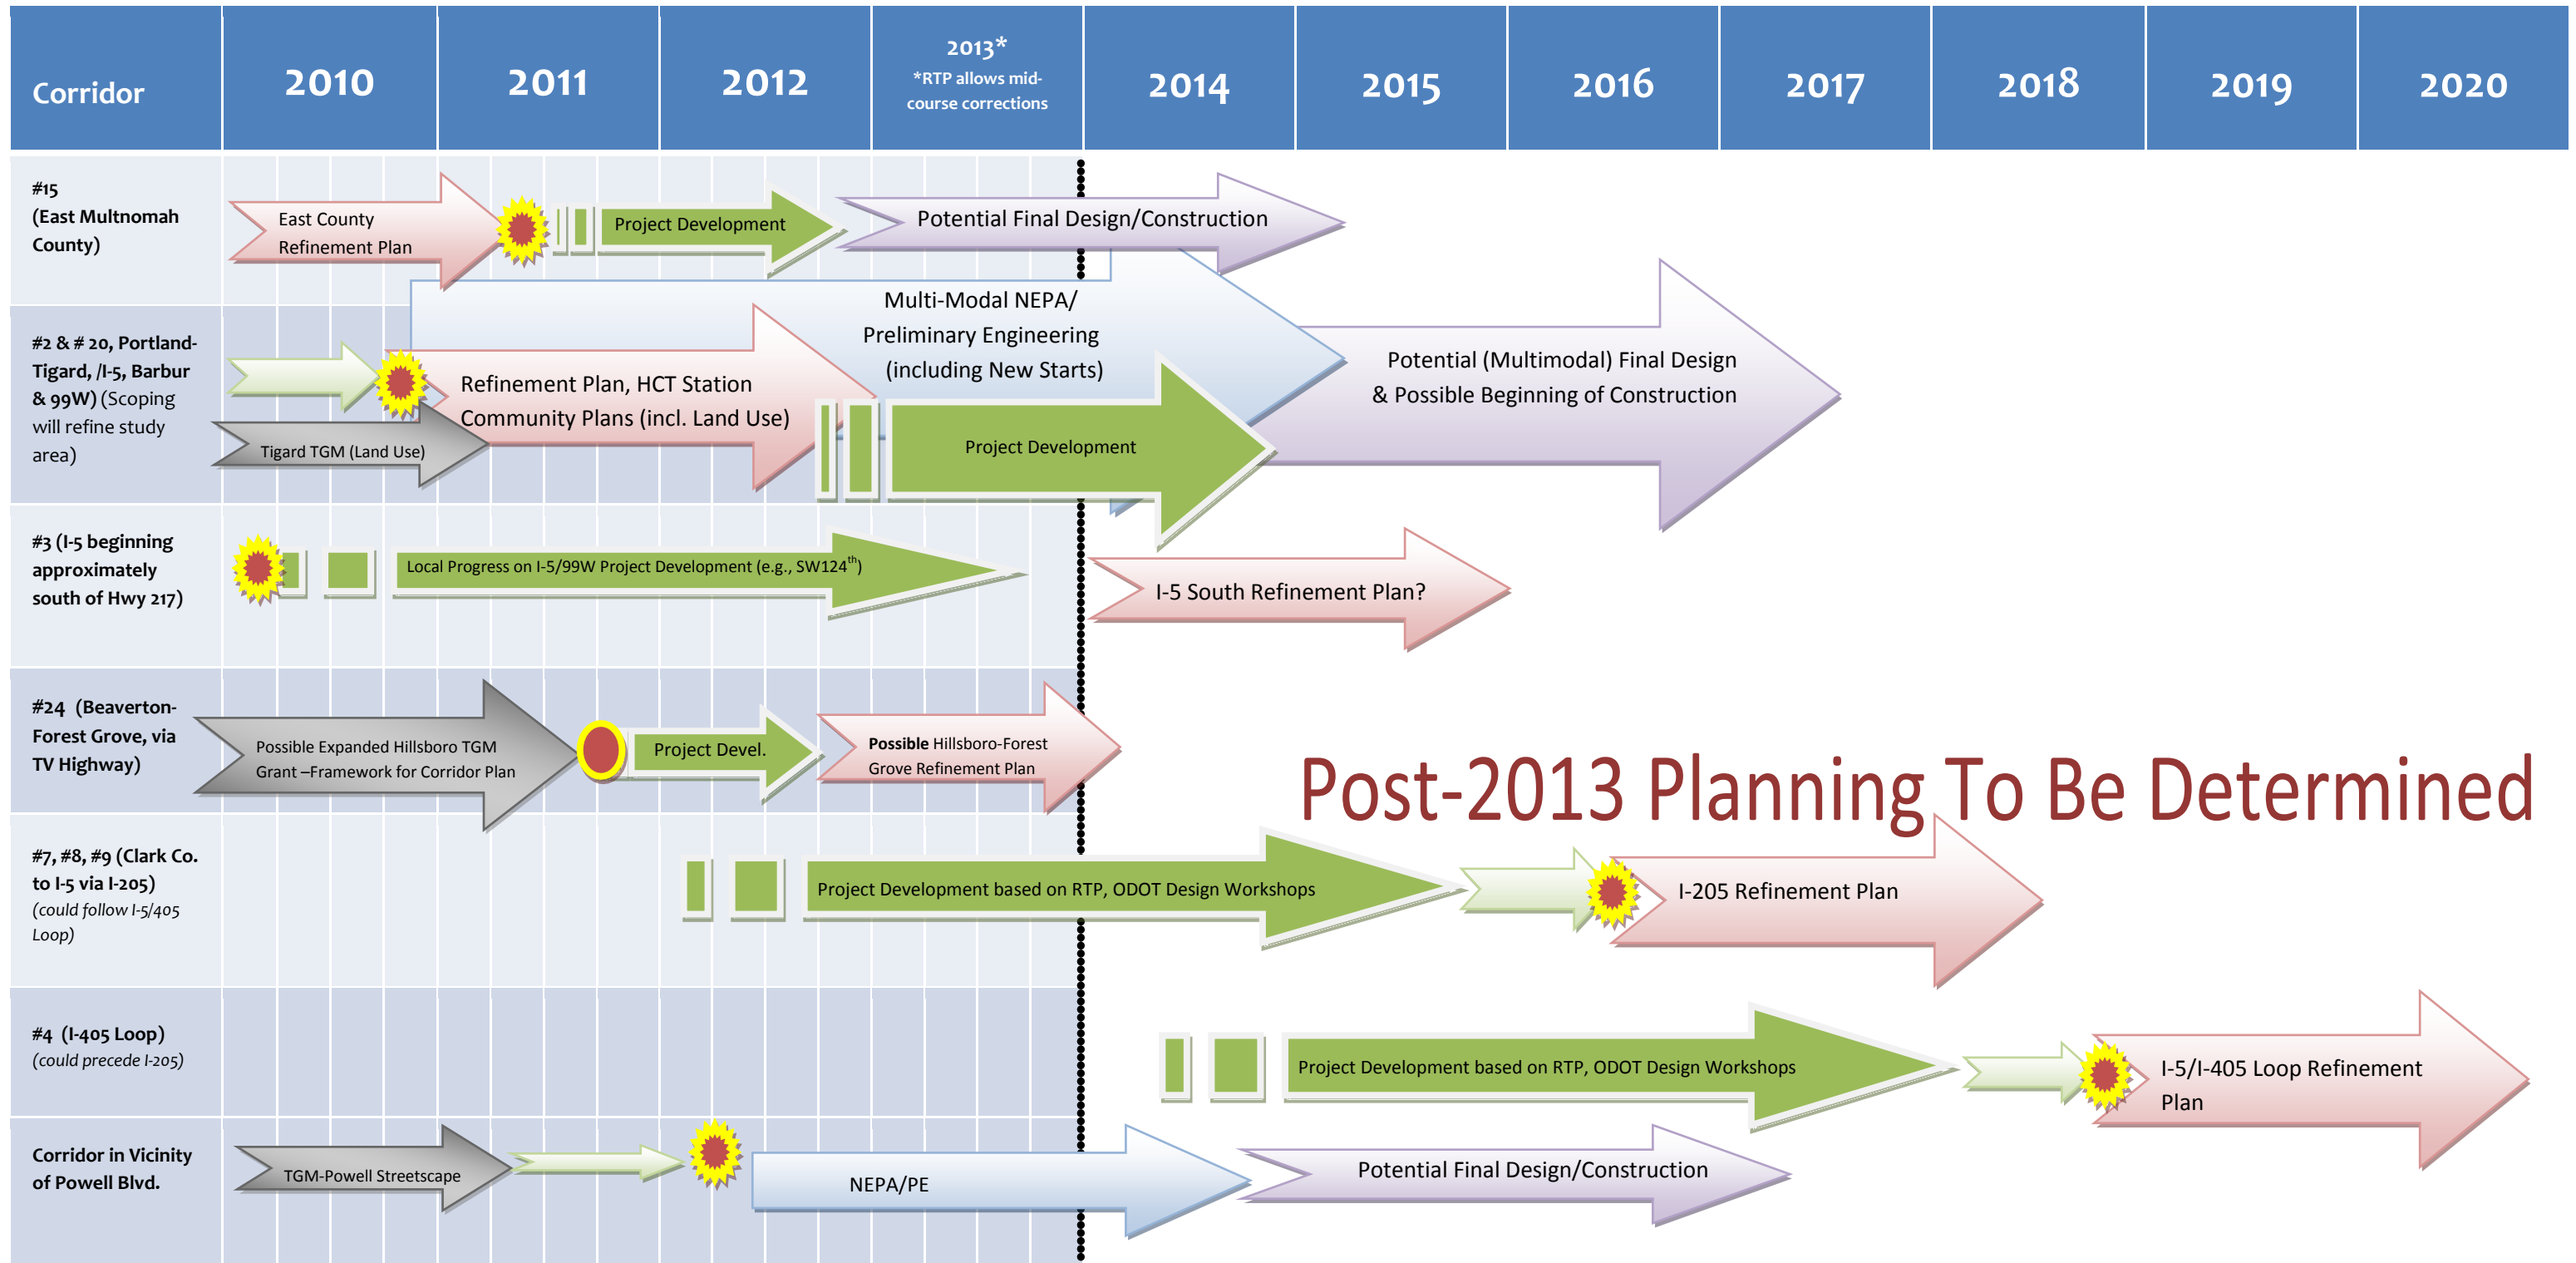 Corridor
2010
2011
2012
2013*
*RTP allows mid-
course corrections
2014
2015
2016
2017
2018
2019
2020
#15
(East Multnomah
County)
East County
Refinement Plan
Project Development
Potential Final Design/Construction
#2 & # 20, Portland-
Tigard, /I-5, Barbur
& 99W) (Scoping
will refine study
area)
Tigard TGM (Land Use)
Refinement Plan, HCT Station
Community Plans (incl. Land Use)
Multi-Modal NEPA/
Preliminary Engineering
(including New Starts)
Project Development
Potential (Multimodal) Final Design
& Possible Beginning of Construction
#3 (I-5 beginning
approximately
south of Hwy 217)
Local Progress on I-5/99W Project Development (e.g., SW124th)
I-5 South Refinement Plan?
#24 (Beaverton-
Forest Grove, via
TV Highway)
Possible Expanded Hillsboro TGM
Grant –Framework for Corridor Plan
Project Devel.
Possible Hillsboro-Forest
Grove Refinement Plan
Post-2013 Planning To Be Determined
#7, #8, #9 (Clark Co.
to I-5 via I-205)
(could follow I-5/405
Loop)
Project Development based on RTP, ODOT Design Workshops
I-205 Refinement Plan
#4 (I-405 Loop)
(could precede I-205)
Project Development based on RTP, ODOT Design Workshops
I-5/I-405 Loop Refinement
Plan
Corridor in Vicinity
of Powell Blvd.
TGM-Powell Streetscape
NEPA/PE
Potential Final Design/Construction